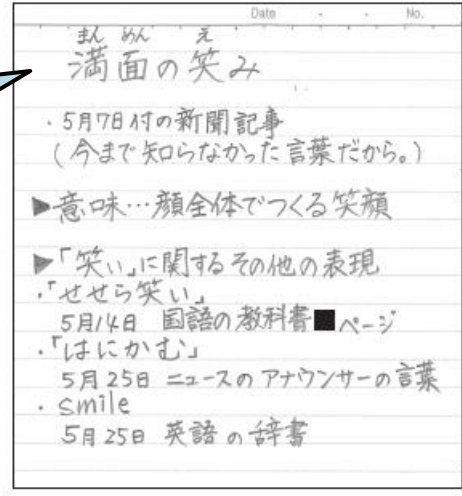 Date ・ ・ No.
まん めん え
満面の笑み
・5月7日付の新聞記事
(今まで知らなかった言葉だから。)
▶意味…顔全体でつくる笑顔
▶「笑い」に関するその他の表現
・「せせら笑い」
5月14日 国語の教科書■ページ
・「はにかむ」
5月25日 ニュースのアナウンサーの言葉
・smile
5月25日 英語の辞書